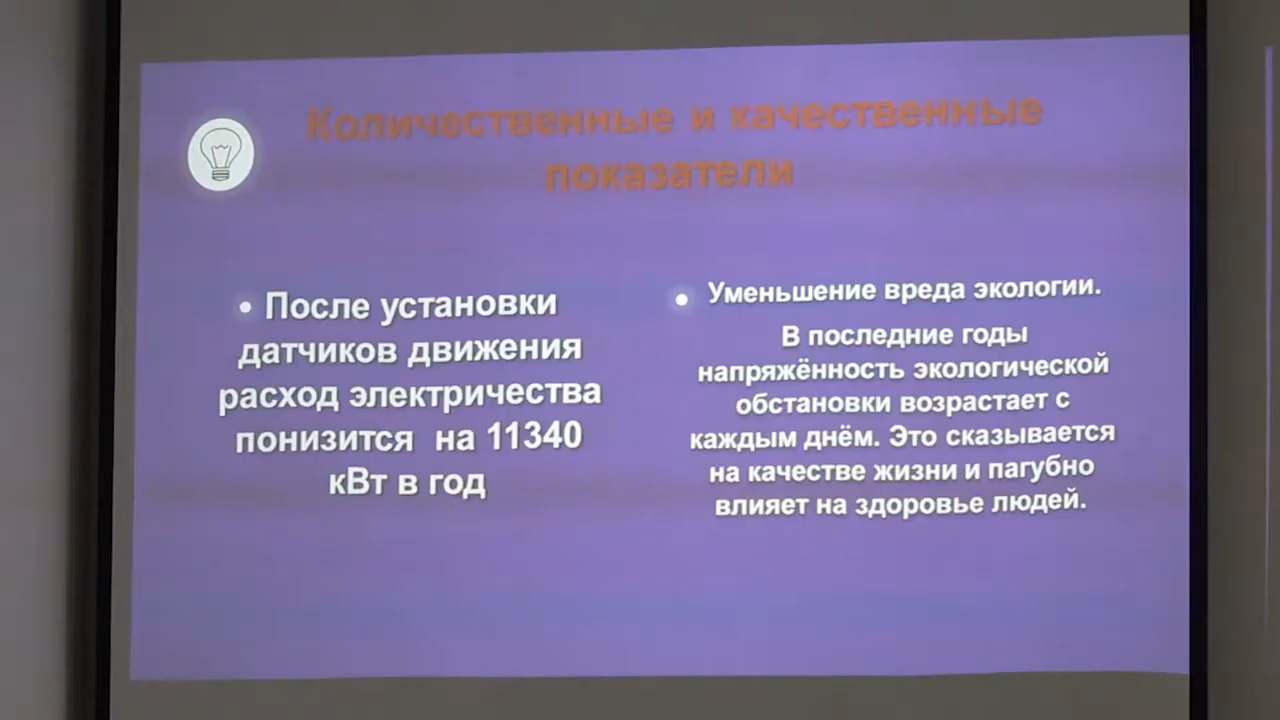 Количественные и качественные
показатели
• После установки
датчиков движения
расход электричества
понизится на 11340
кВт в год
• Уменьшение вреда экологии.
В последние годы
напряжённость экологической
обстановки возрастает с
каждым днём. Это сказывается
на качестве жизни и пагубно
влияет на здоровье людей.